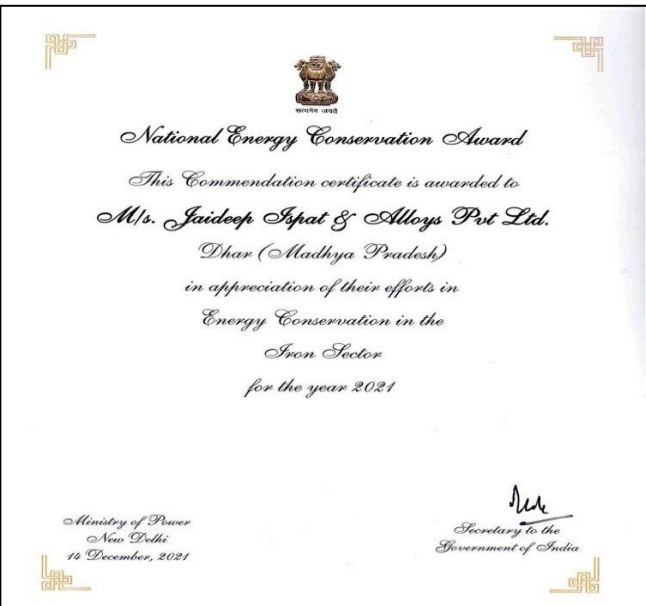 सत्यमेव जयते
National Energy Conservation Award
This Commendation certificate is awarded to
M/s. Jaideep Ispat & Alloys Pvt Ltd.
Dhar (Madhya Pradesh)
in appreciation of their efforts in
Energy Conservation in the
Iron Sector
for the year 2021
Ministry of Power
New Delhi
14 December, 2021
Secretary to the
Government of India